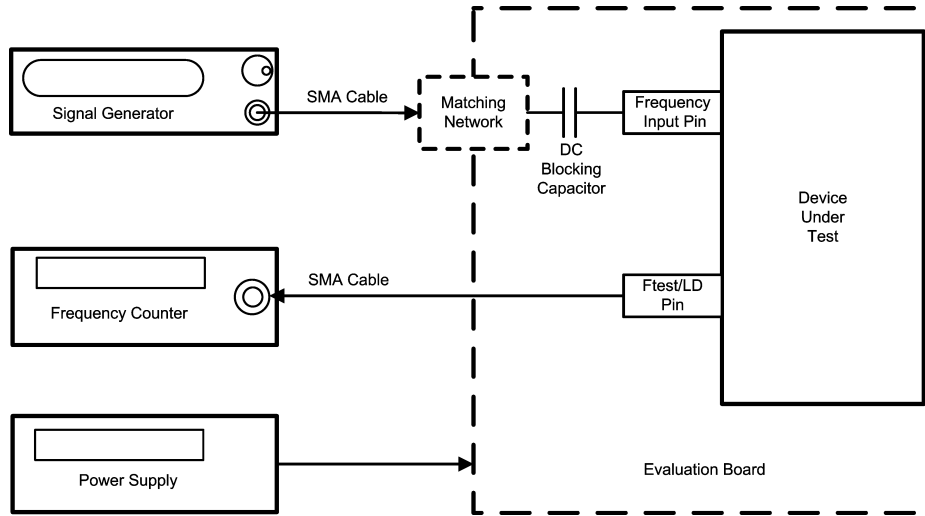 Signal Generator
SMA Cable
Matching
Network
DC
Blocking
Capacitor
Frequency
Input Pin
Device
Under
Test
Frequency Counter
SMA Cable
Ftest/LD
Pin
Power Supply
Evaluation Board